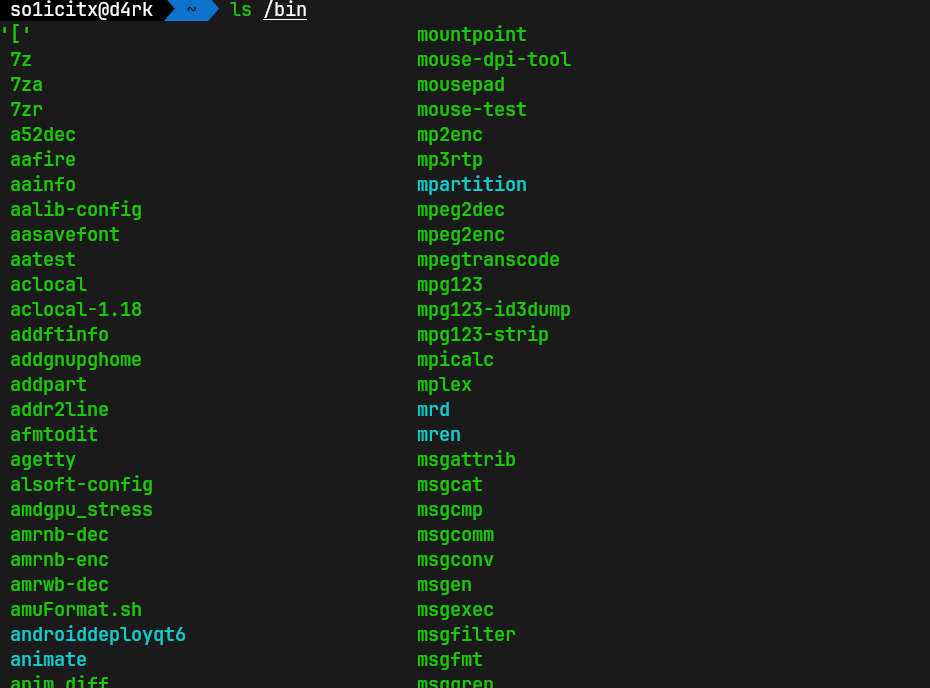 so1icitx@d4rk ~ ls /bin
'[' mountpoint
7z mouse-dpi-tool
7za mousepad
7zr mouse-test
a52dec mp2enc
aafire mp3rtp
aainfo mpartition
aalib-config mpeg2dec
aasavefont mpeg2enc
aatest mpegtranscode
aclocal mpg123
aclocal-1.18 mpg123-id3dump
addftinfo mpg123-strip
addgnupghome mpicalc
addpart mplex
addr2line mrd
afmtodit mren
agetty msgattrib
alsoft-config msgcat
amdgpu_stress msgcmp
amrnb-dec msgcomm
amrnb-enc msgconv
amrwb-dec msgen
amuFormat.sh msgexec
androiddeployqt6 msgfilter
animate msgfmt
anim_diff msggrep